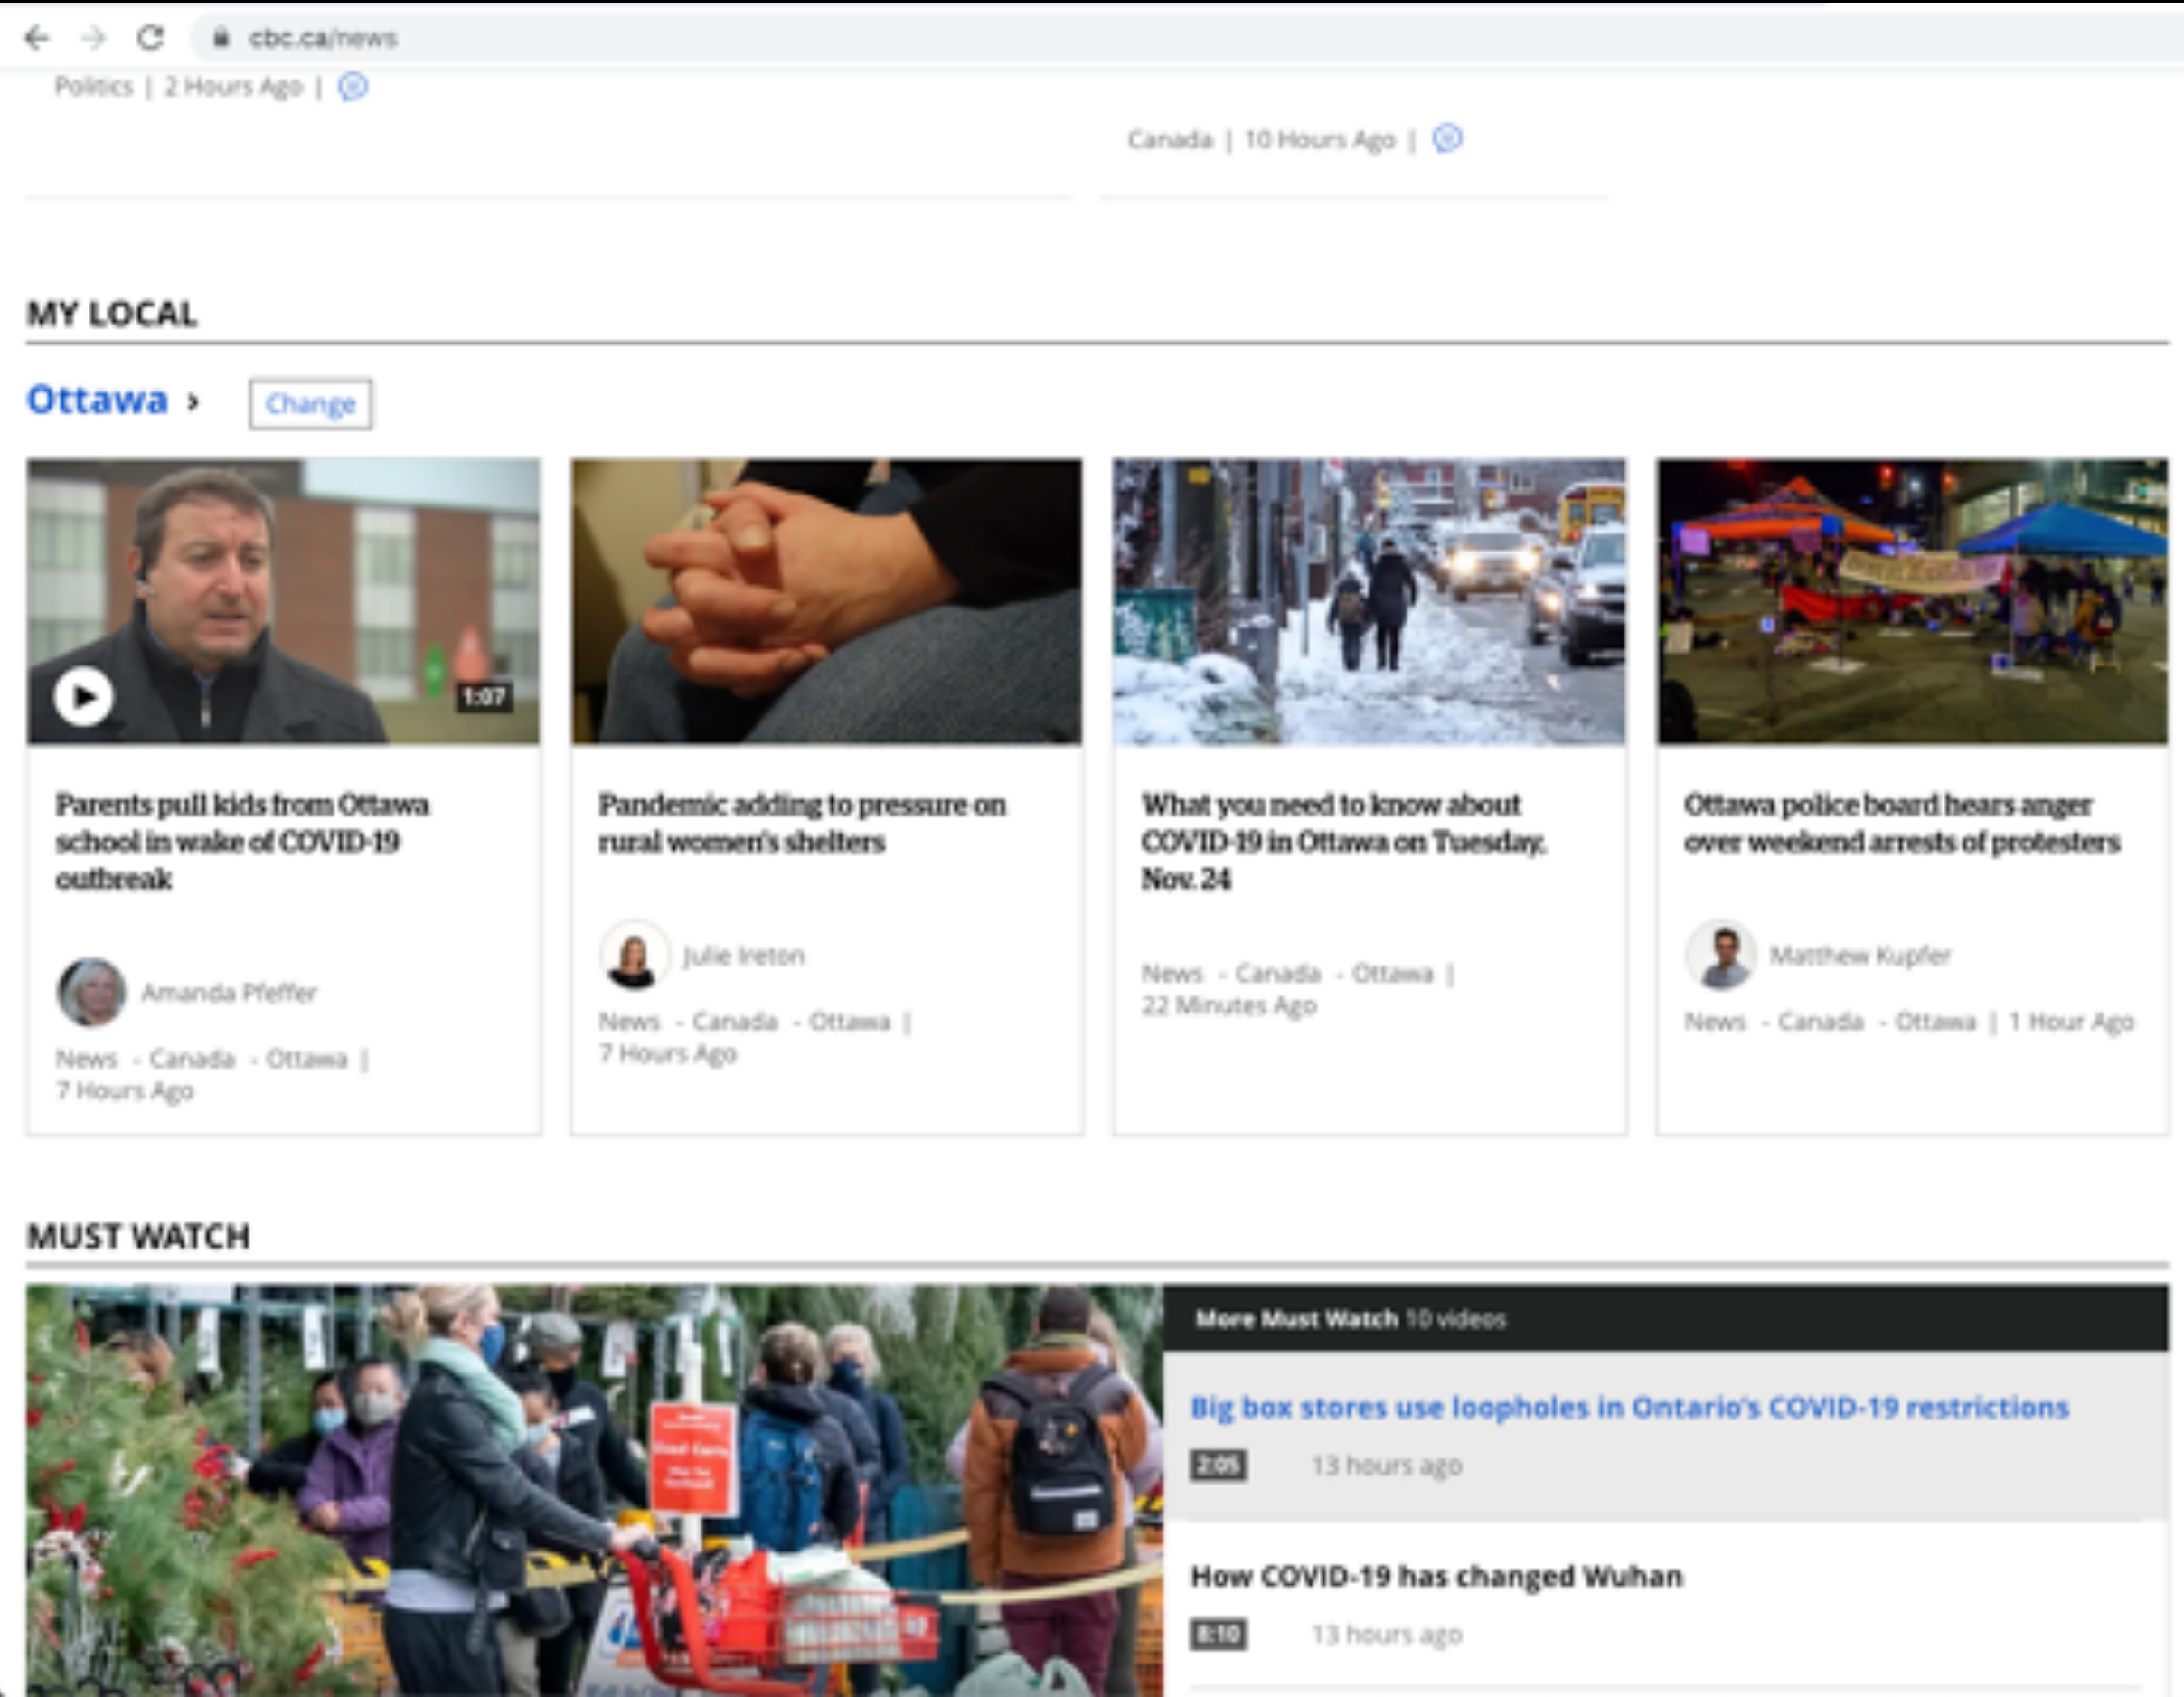 cbc.ca/news
Politics | 2 Hours Ago |
Canada | 10 Hours Ago |
MY LOCAL
Ottawa ›
Change
1:07
Parents pull kids from Ottawa
school in wake of COVID-19
outbreak
Amanda Pfeffer
News - Canada - Ottawa |
7 Hours Ago
Pandemic adding to pressure on
rural women's shelters
Julie Ireton
News - Canada - Ottawa |
7 Hours Ago
What you need to know about
COVID-19 in Ottawa on Tuesday,
Nov. 24
News - Canada - Ottawa |
22 Minutes Ago
Ottawa police board hears anger
over weekend arrests of protesters
Matthew Kupfer
News - Canada - Ottawa | 1 Hour Ago
MUST WATCH
More Must Watch 10 videos
Big box stores use loopholes in Ontario's COVID-19 restrictions
2:05 13 hours ago
How COVID-19 has changed Wuhan
8:10 13 hours ago